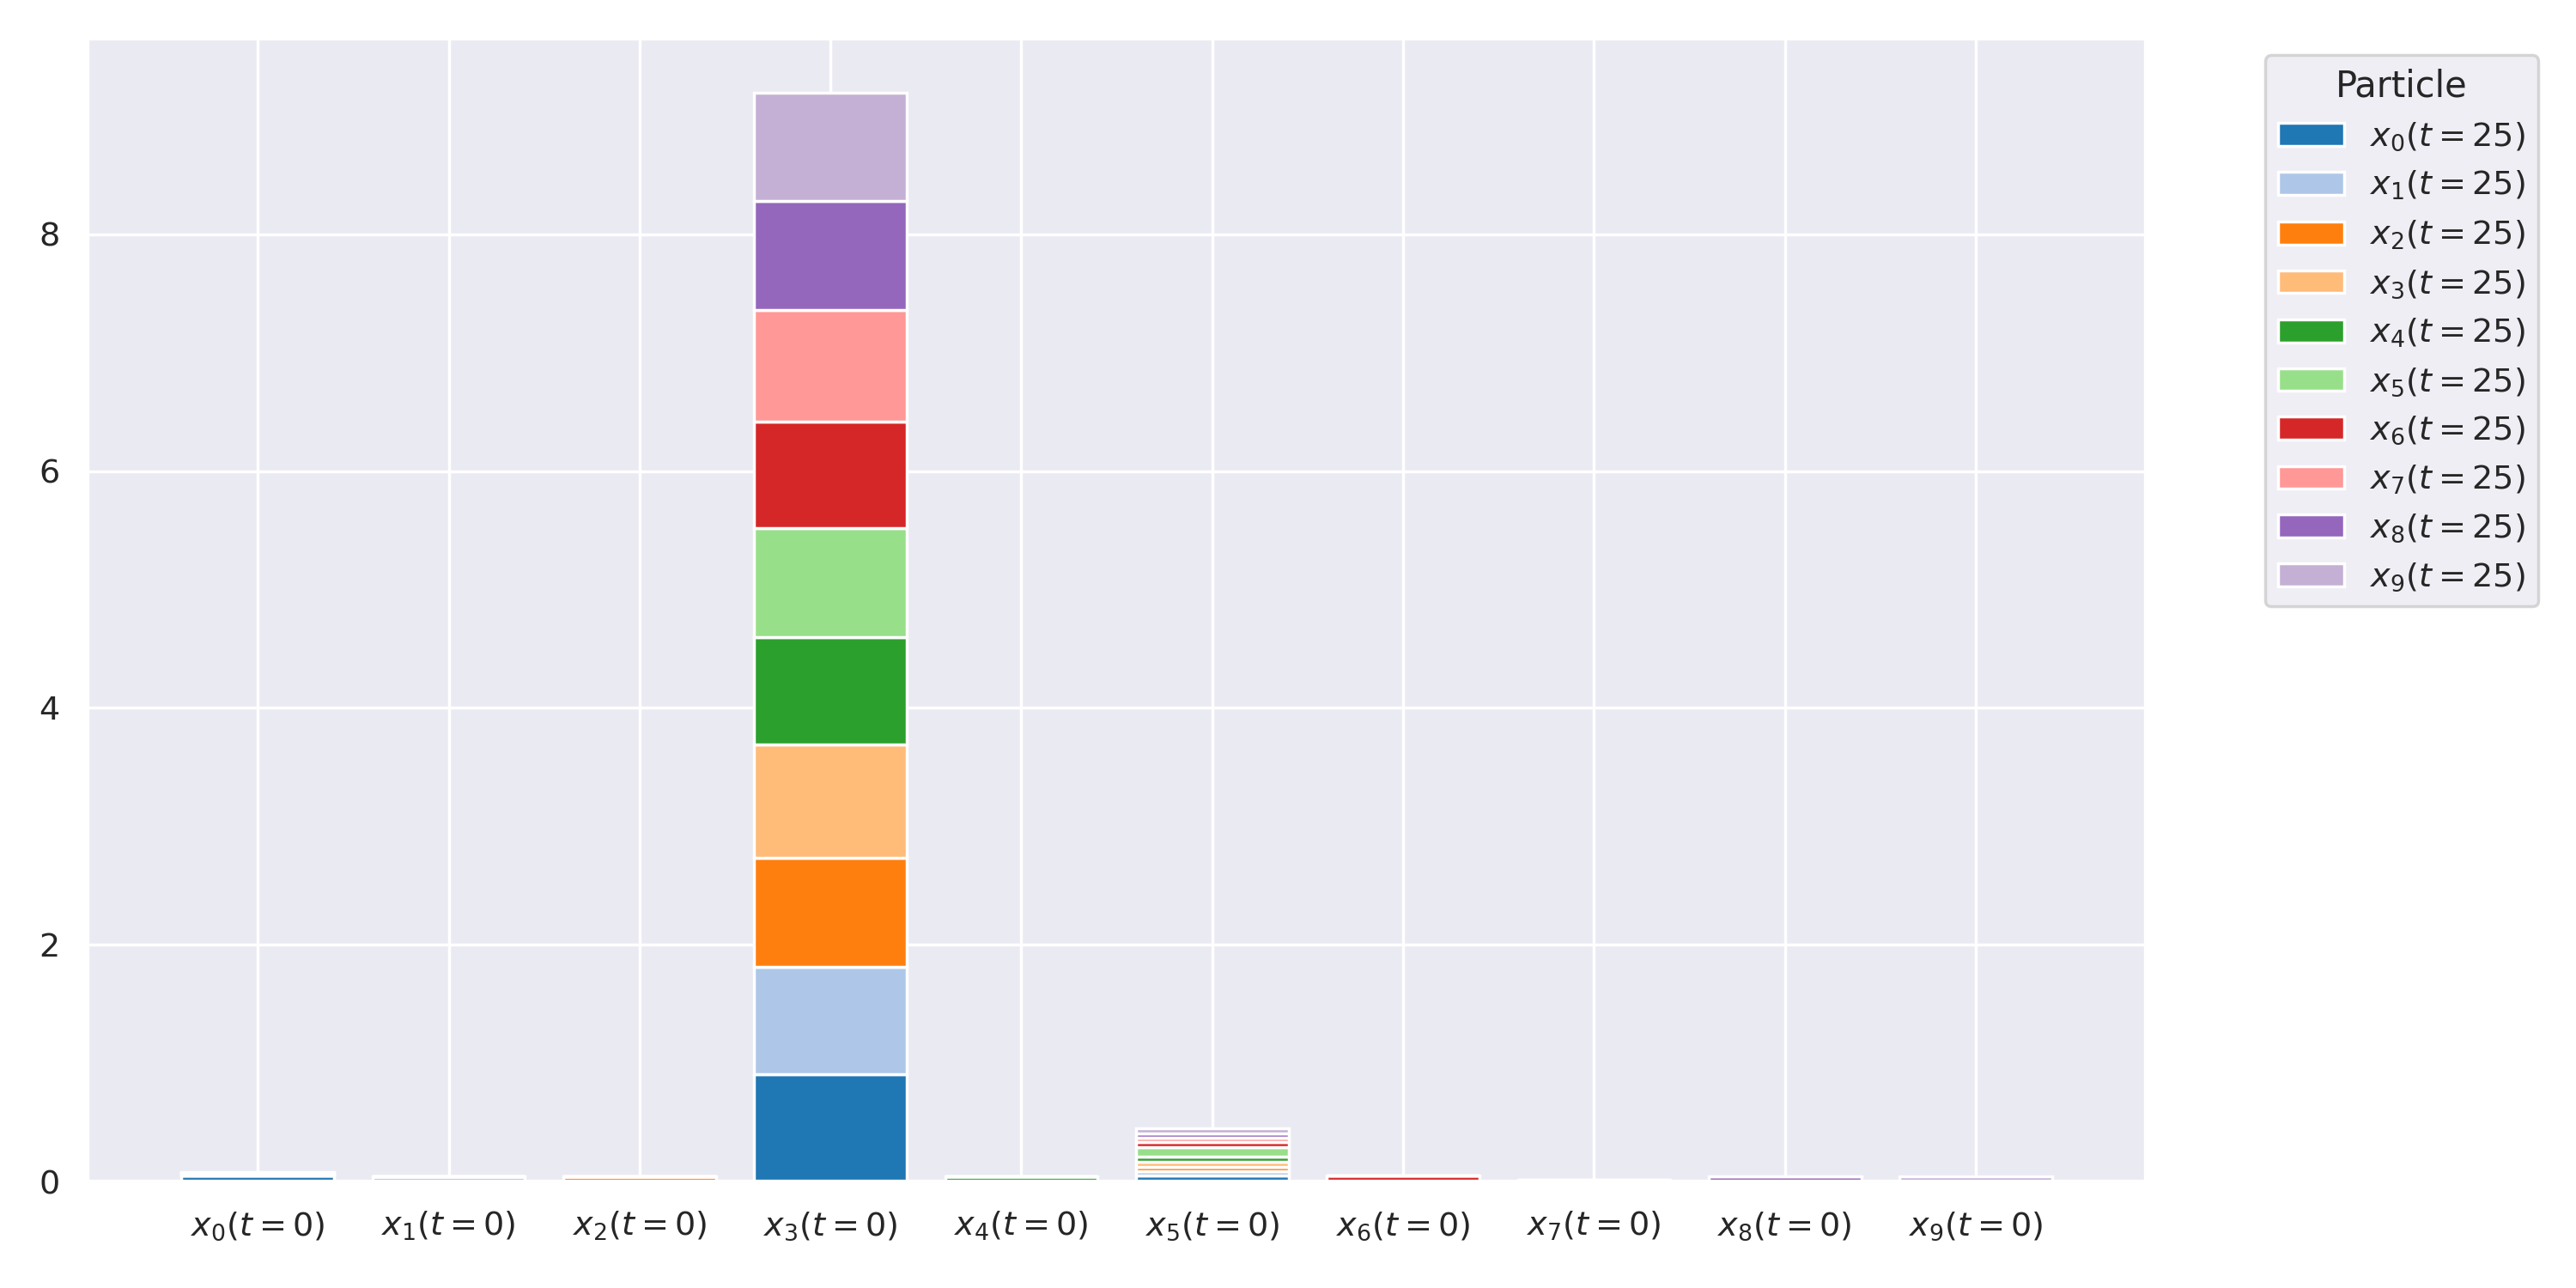 8
6
4
2
0
x₀(t = 0)
x₁(t = 0)
x₂(t = 0)
x₃(t = 0)
x₄(t = 0)
x₅(t = 0)
x₆(t = 0)
x₇(t = 0)
x₈(t = 0)
x₉(t = 0)
Particle
x₀(t = 25)
x₁(t = 25)
x₂(t = 25)
x₃(t = 25)
x₄(t = 25)
x₅(t = 25)
x₆(t = 25)
x₇(t = 25)
x₈(t = 25)
x₉(t = 25)